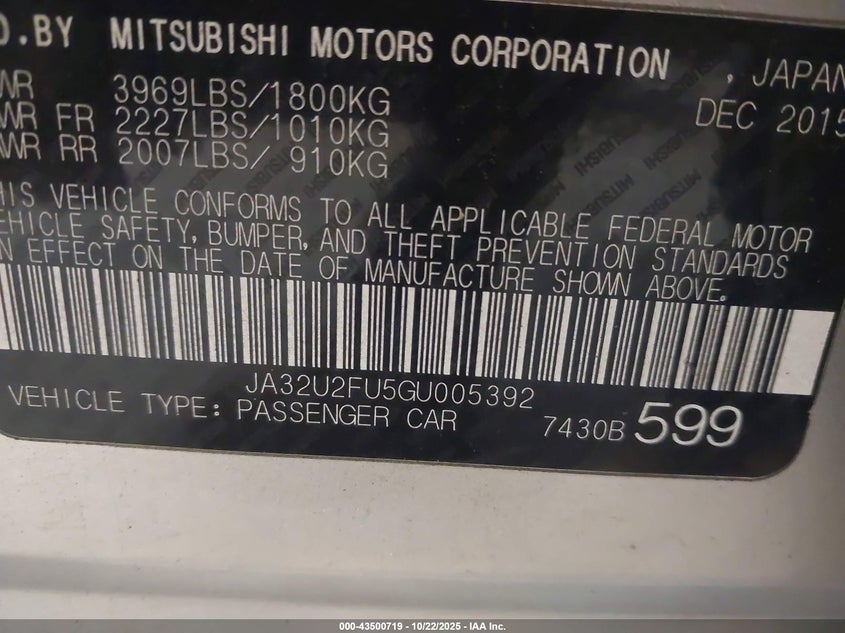 D.BY MITSUBISHI MOTORS CORPORATION , JAPAN
WR 3969LBS/1800KG DEC 2015
WR FR 2227LBS/1010KG
WR RR 2007LBS/ 910KG
HIS VEHICLE CONFORMS TO ALL APPLICABLE FEDERAL MOTOR
EHICLE SAFETY, BUMPER, AND THEFT PREVENTION STANDARDS
N EFFECT ON THE DATE OF MANUFACTURE SHOWN ABOVE.
JA32U2FU5GU005392
VEHICLE TYPE: PASSENGER CAR 7430B 599
000-43500719 - 10/22/2025 - IAA Inc.